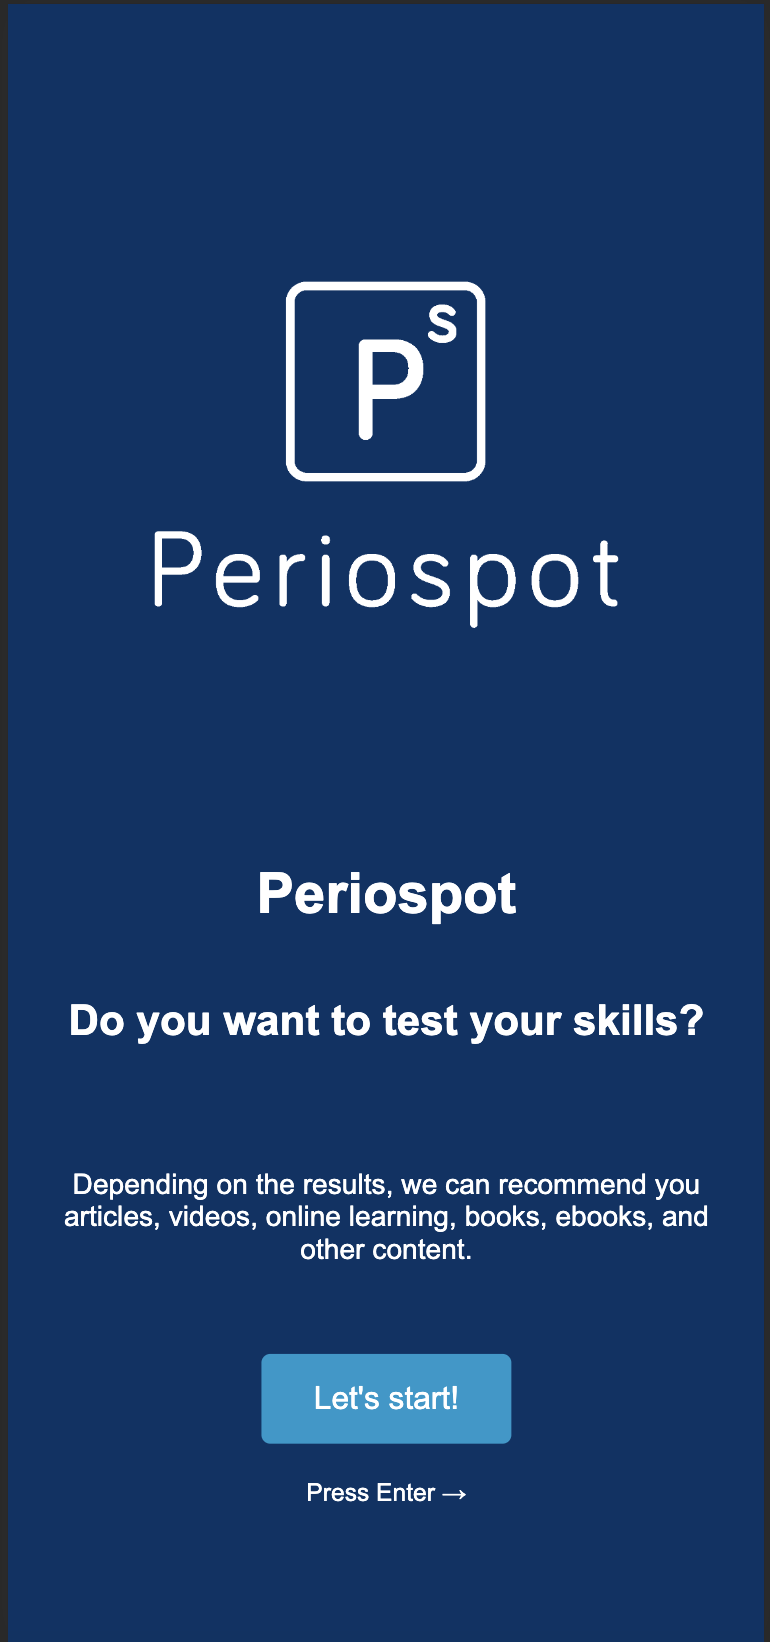 Ps
Periospot
Periospot
Do you want to test your skills?
Depending on the results, we can recommend you
articles, videos, online learning, books, ebooks, and
other content.
Let's start!
Press Enter →